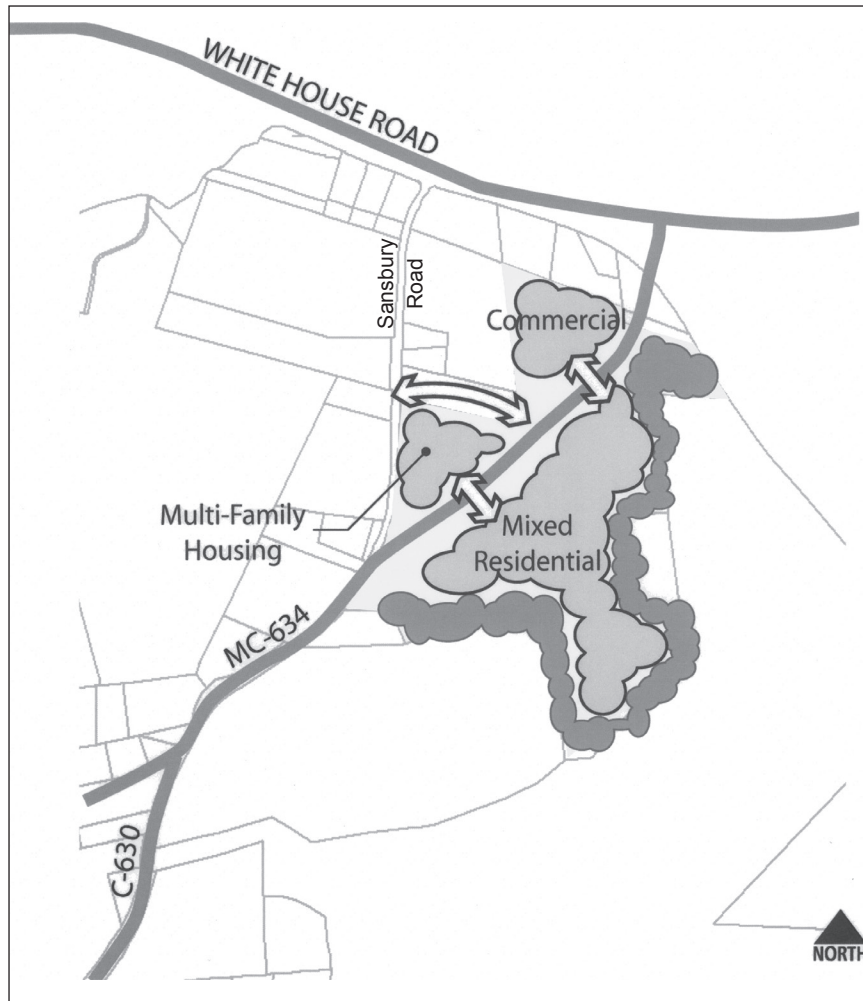 WHITE HOUSE ROAD
Sansbury
Road
Commercial
Multi-Family
Housing
Mixed
Residential
MC-634
C-630
NORTH